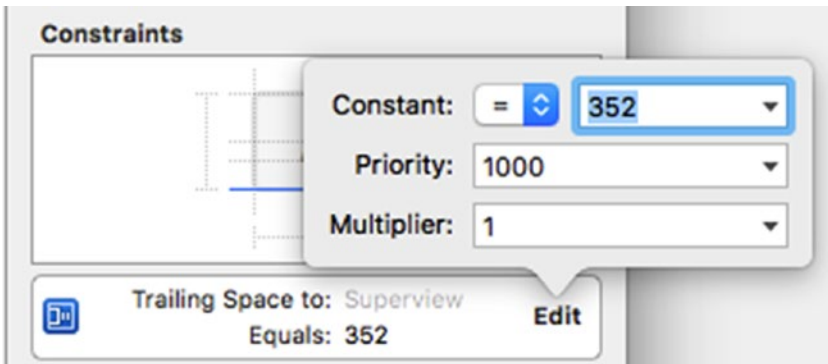 Constraints
Constant: = 352
Priority: 1000
Multiplier: 1
Trailing Space to: Superview
Equals: 352
Edit